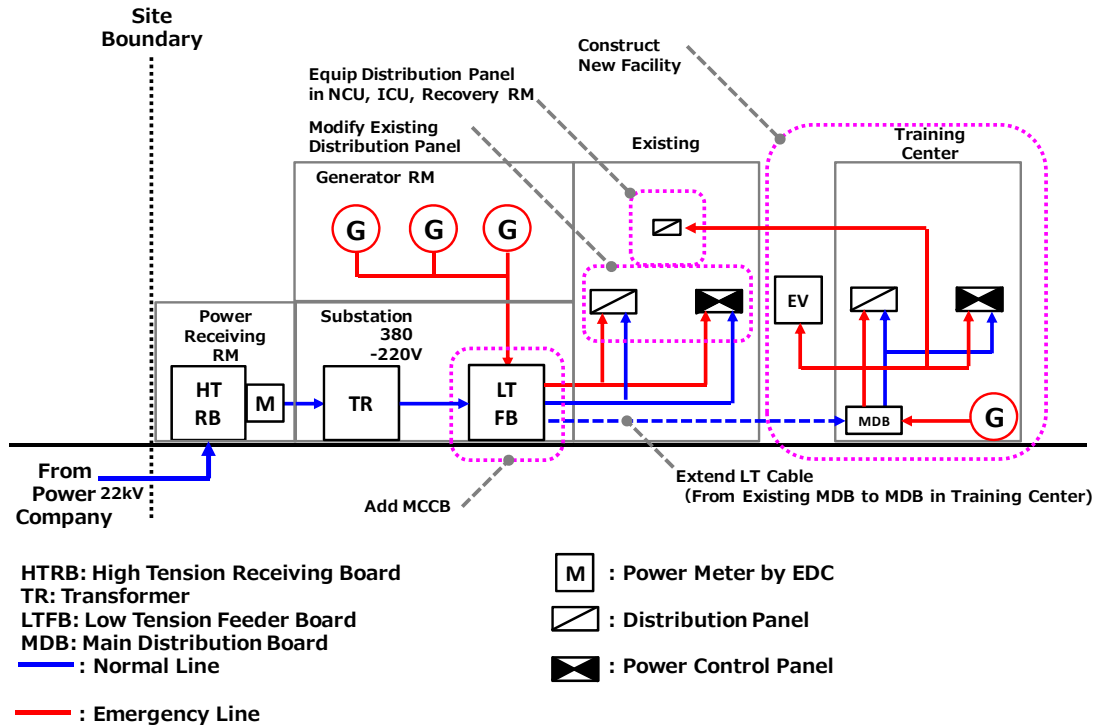 Site
Boundary
Construct
New Facility
Equip Distribution Panel
in NCU, ICU, Recovery RM
Modify Existing
Distribution Panel
Existing
Training
Center
Generator RM
G
G
G
EV
Power
Receiving
RM
Substation
380
-220V
HT
RB
M
TR
LT
FB
MDB
G
From
Power
Company
22kV
Add MCCB
Extend LT Cable
(From Existing MDB to MDB in Training Center)
HTRB: High Tension Receiving Board
TR: Transformer
LTFB: Low Tension Feeder Board
MDB: Main Distribution Board
: Normal Line
: Emergency Line
M : Power Meter by EDC
: Distribution Panel
: Power Control Panel